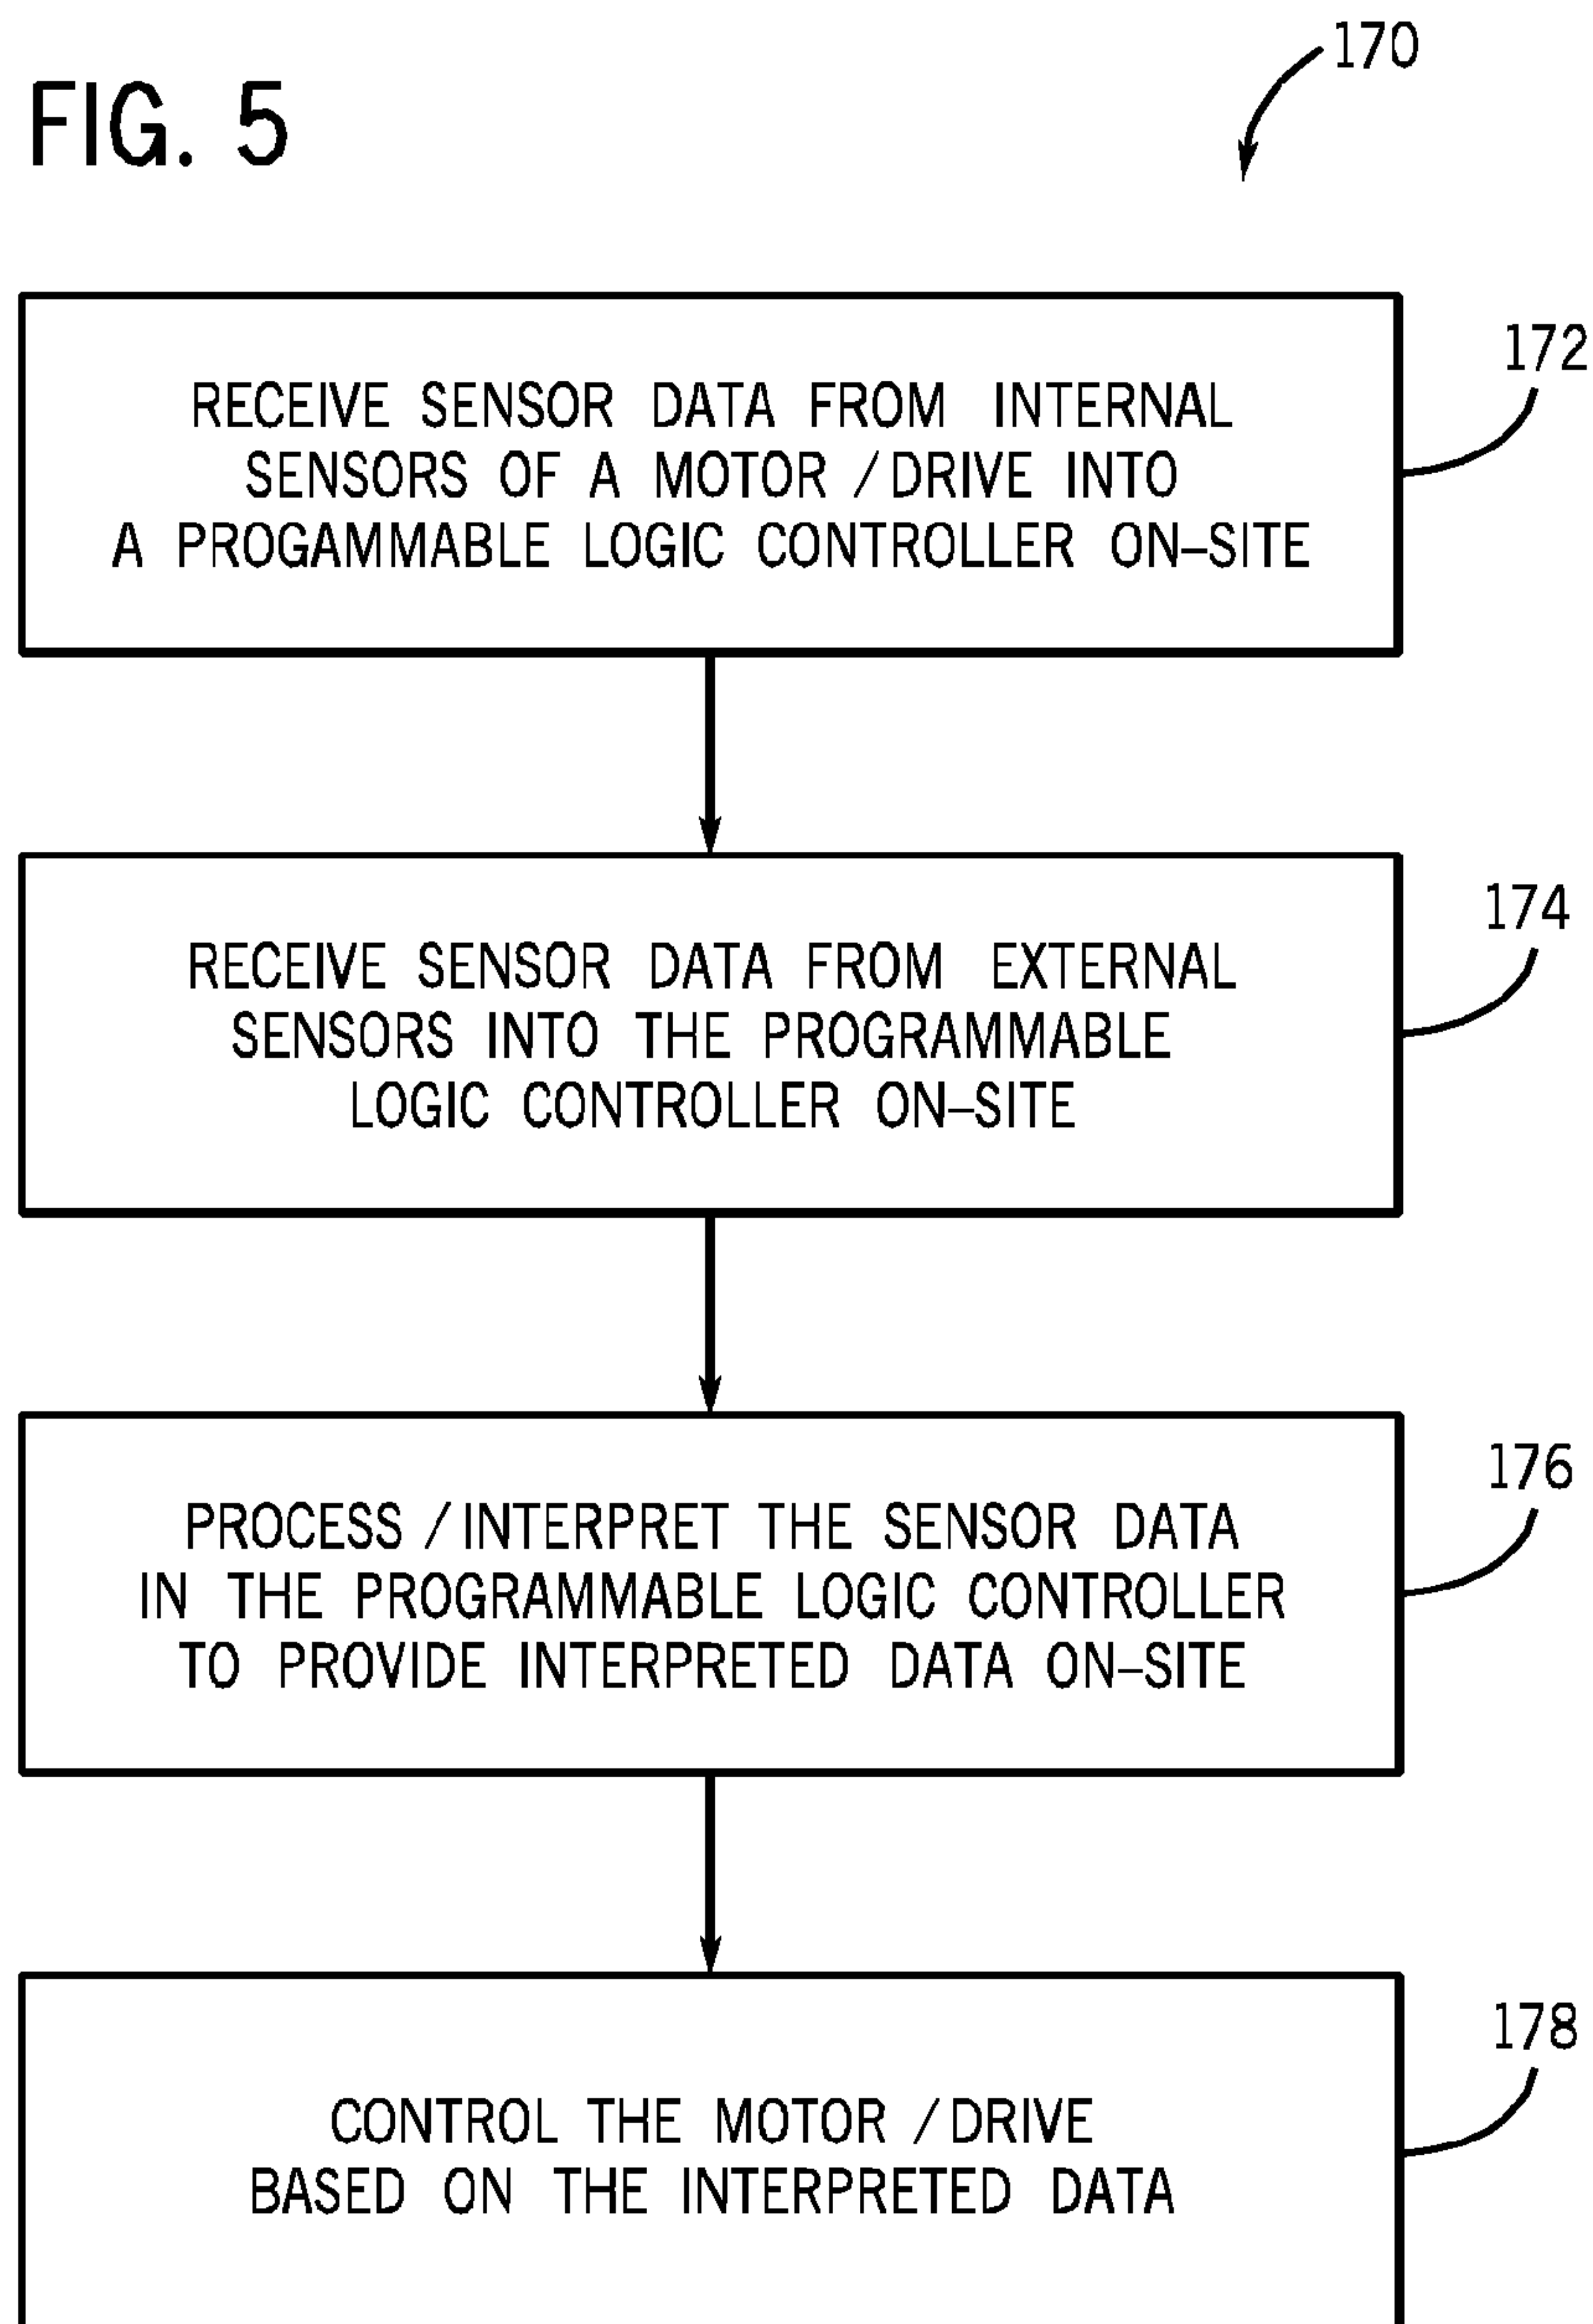 FIG. 5
170
172
RECEIVE SENSOR DATA FROM INTERNAL
SENSORS OF A MOTOR/DRIVE INTO
A PROGAMMABLE LOGIC CONTROLLER ON-SITE
174
RECEIVE SENSOR DATA FROM EXTERNAL
SENSORS INTO THE PROGRAMMABLE
LOGIC CONTROLLER ON-SITE
176
PROCESS/INTERPRET THE SENSOR DATA
IN THE PROGRAMMABLE LOGIC CONTROLLER
TO PROVIDE INTERPRETED DATA ON-SITE
178
CONTROL THE MOTOR/DRIVE
BASED ON THE INTERPRETED DATA